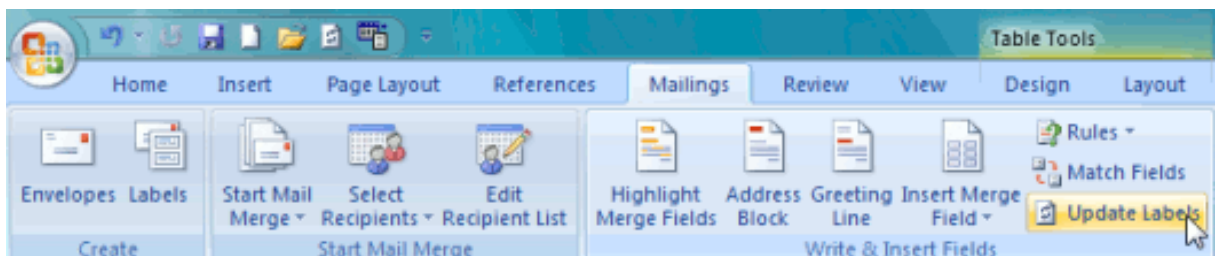 Table Tools
Home Insert Page Layout References Mailings Review View Design Layout
Envelopes Labels Start Mail Merge Select Recipients Edit Recipient List Highlight Merge Fields Address Block Greeting Line Insert Merge Field
Rules
Match Fields
Update Labels
Create Start Mail Merge Write & Insert Fields